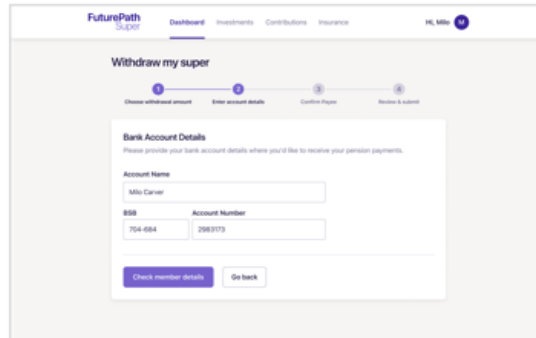 FuturePath
Super
Dashboard Investments Contributions Insurance
Hi, Milo M
Withdraw my super
1 2 3 4
Choose withdrawal amount Enter account details Confirm Payee Review & submit
Bank Account Details
Please provide your bank account details where you'd like to receive your pension payments.
Account Name
Milo Carver
BSB Account Number
704-684 2983173
Check member details Go back